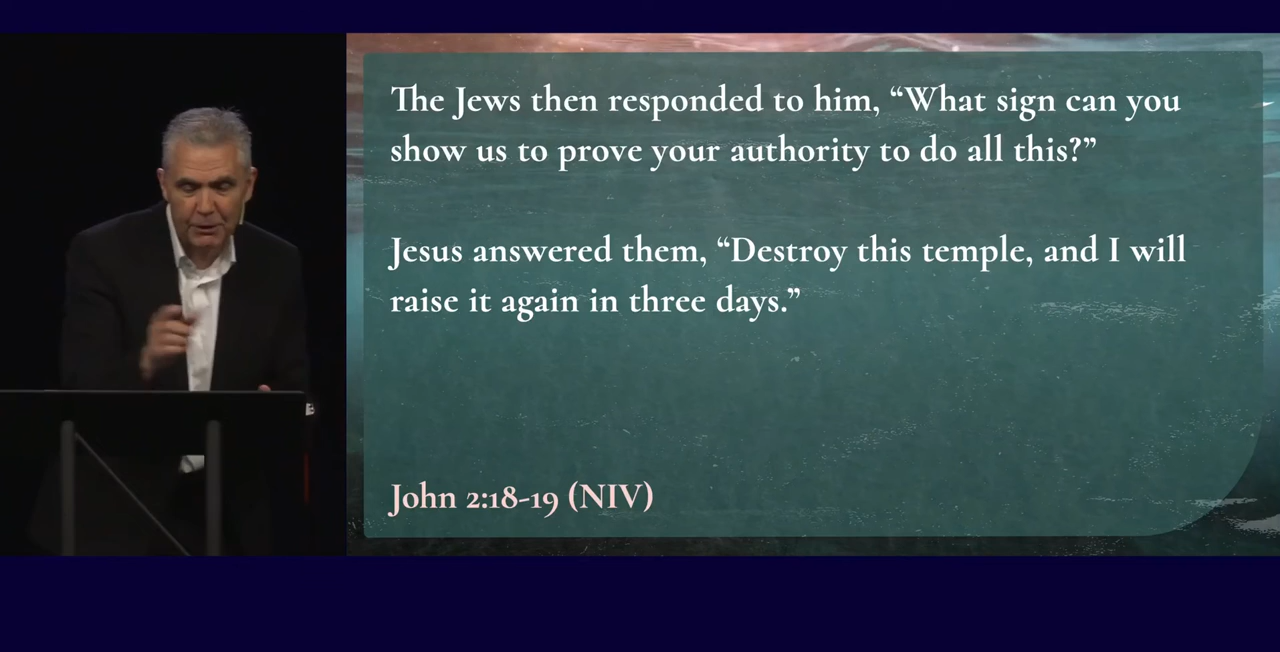 The Jews then responded to him, “What sign can you
show us to prove your authority to do all this?”
Jesus answered them, “Destroy this temple, and I will
raise it again in three days.”
John 2:18-19 (NIV)